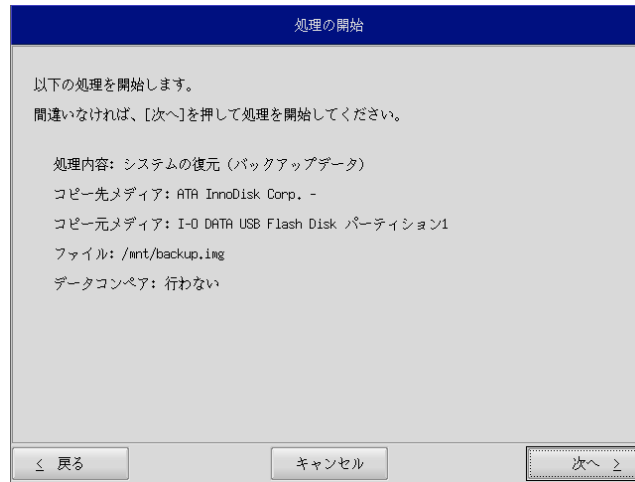 処理の開始
以下の処理を開始します。
間違いなければ、[次へ]を押して処理を開始してください。
処理内容: システムの復元 (バックアップデータ)
コピー先メディア: ATA InnoDisk Corp. -
コピー元メディア: I-O DATA USB Flash Disk パーティション1
ファイル: /mnt/backup.img
データコンペア: 行わない
< 戻る
キャンセル
次へ >